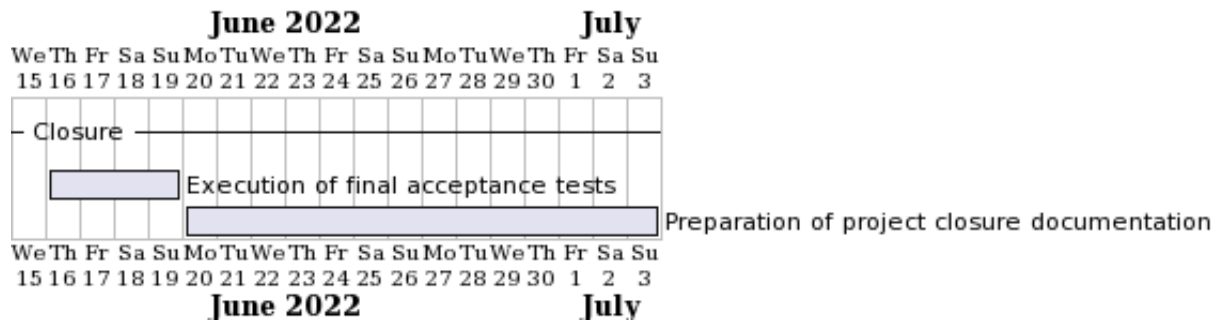 June 2022 July
We Th Fr Sa Su Mo Tu We Th Fr Sa Su Mo Tu We Th Fr Sa Su
15 16 17 18 19 20 21 22 23 24 25 26 27 28 29 30 1 2 3
Closure
Execution of final acceptance tests
Preparation of project closure documentation
We Th Fr Sa Su Mo Tu We Th Fr Sa Su Mo Tu We Th Fr Sa Su
15 16 17 18 19 20 21 22 23 24 25 26 27 28 29 30 1 2 3
June 2022 July